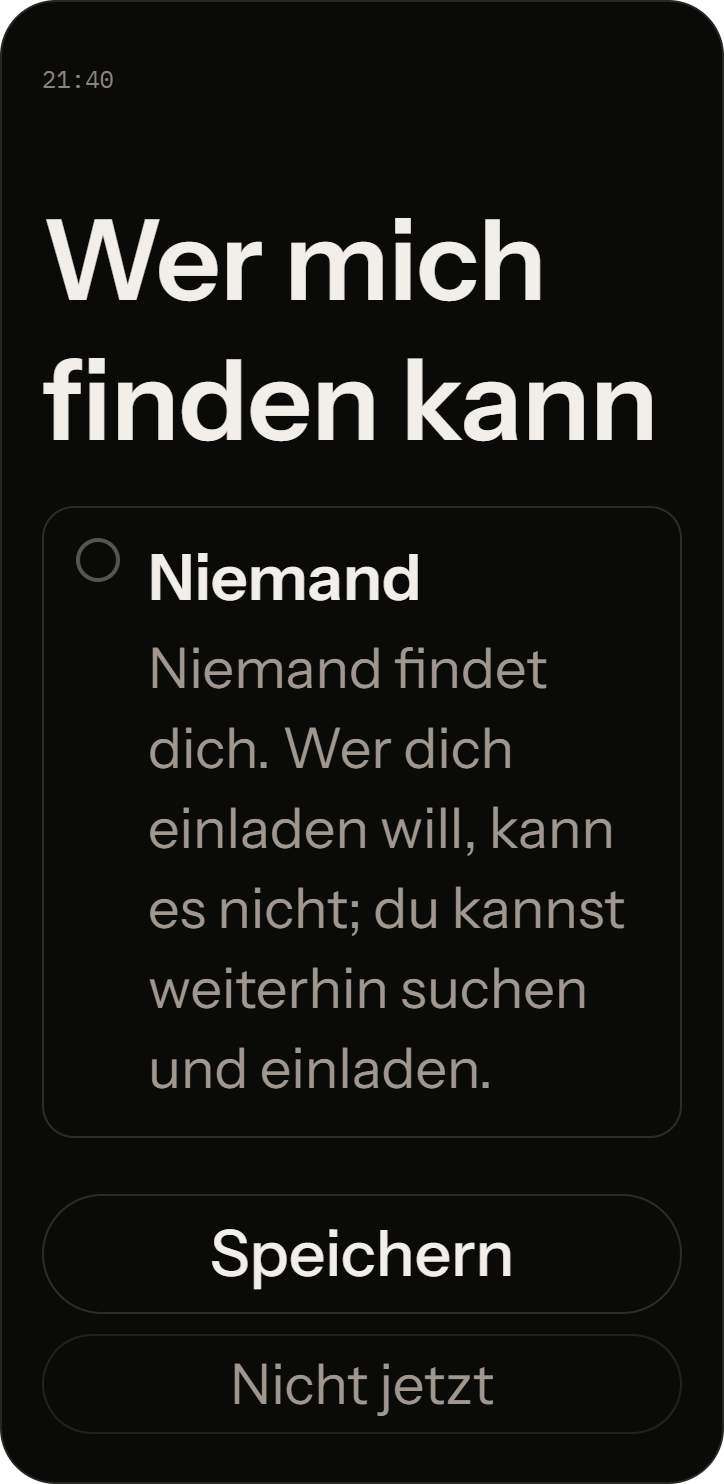 21:40
Wer mich
finden kann
Niemand
Niemand findet
dich. Wer dich
einladen will, kann
es nicht; du kannst
weiterhin suchen
und einladen.
Speichern
Nicht jetzt